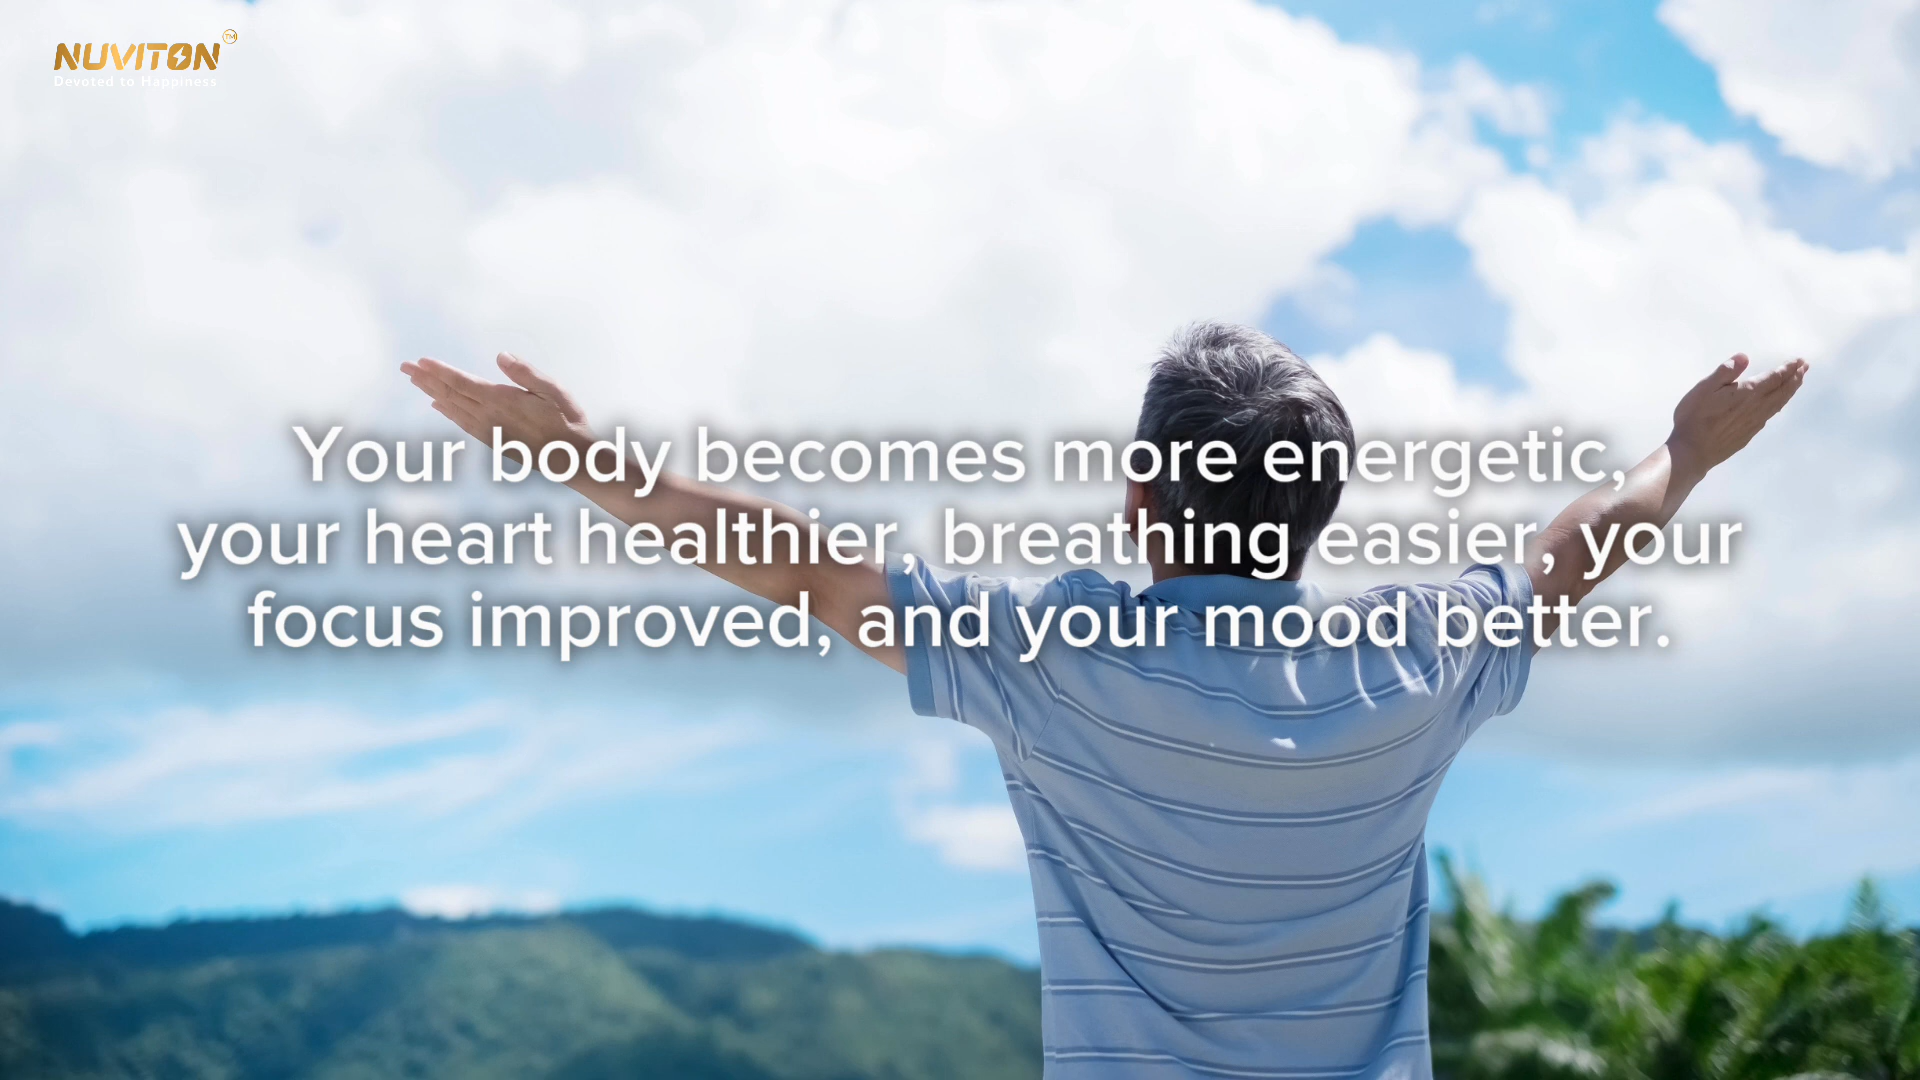 NUVITON TM
Devoted to Happiness
Your body becomes more energetic,
your heart healthier, breathing easier, your
focus improved, and your mood better.